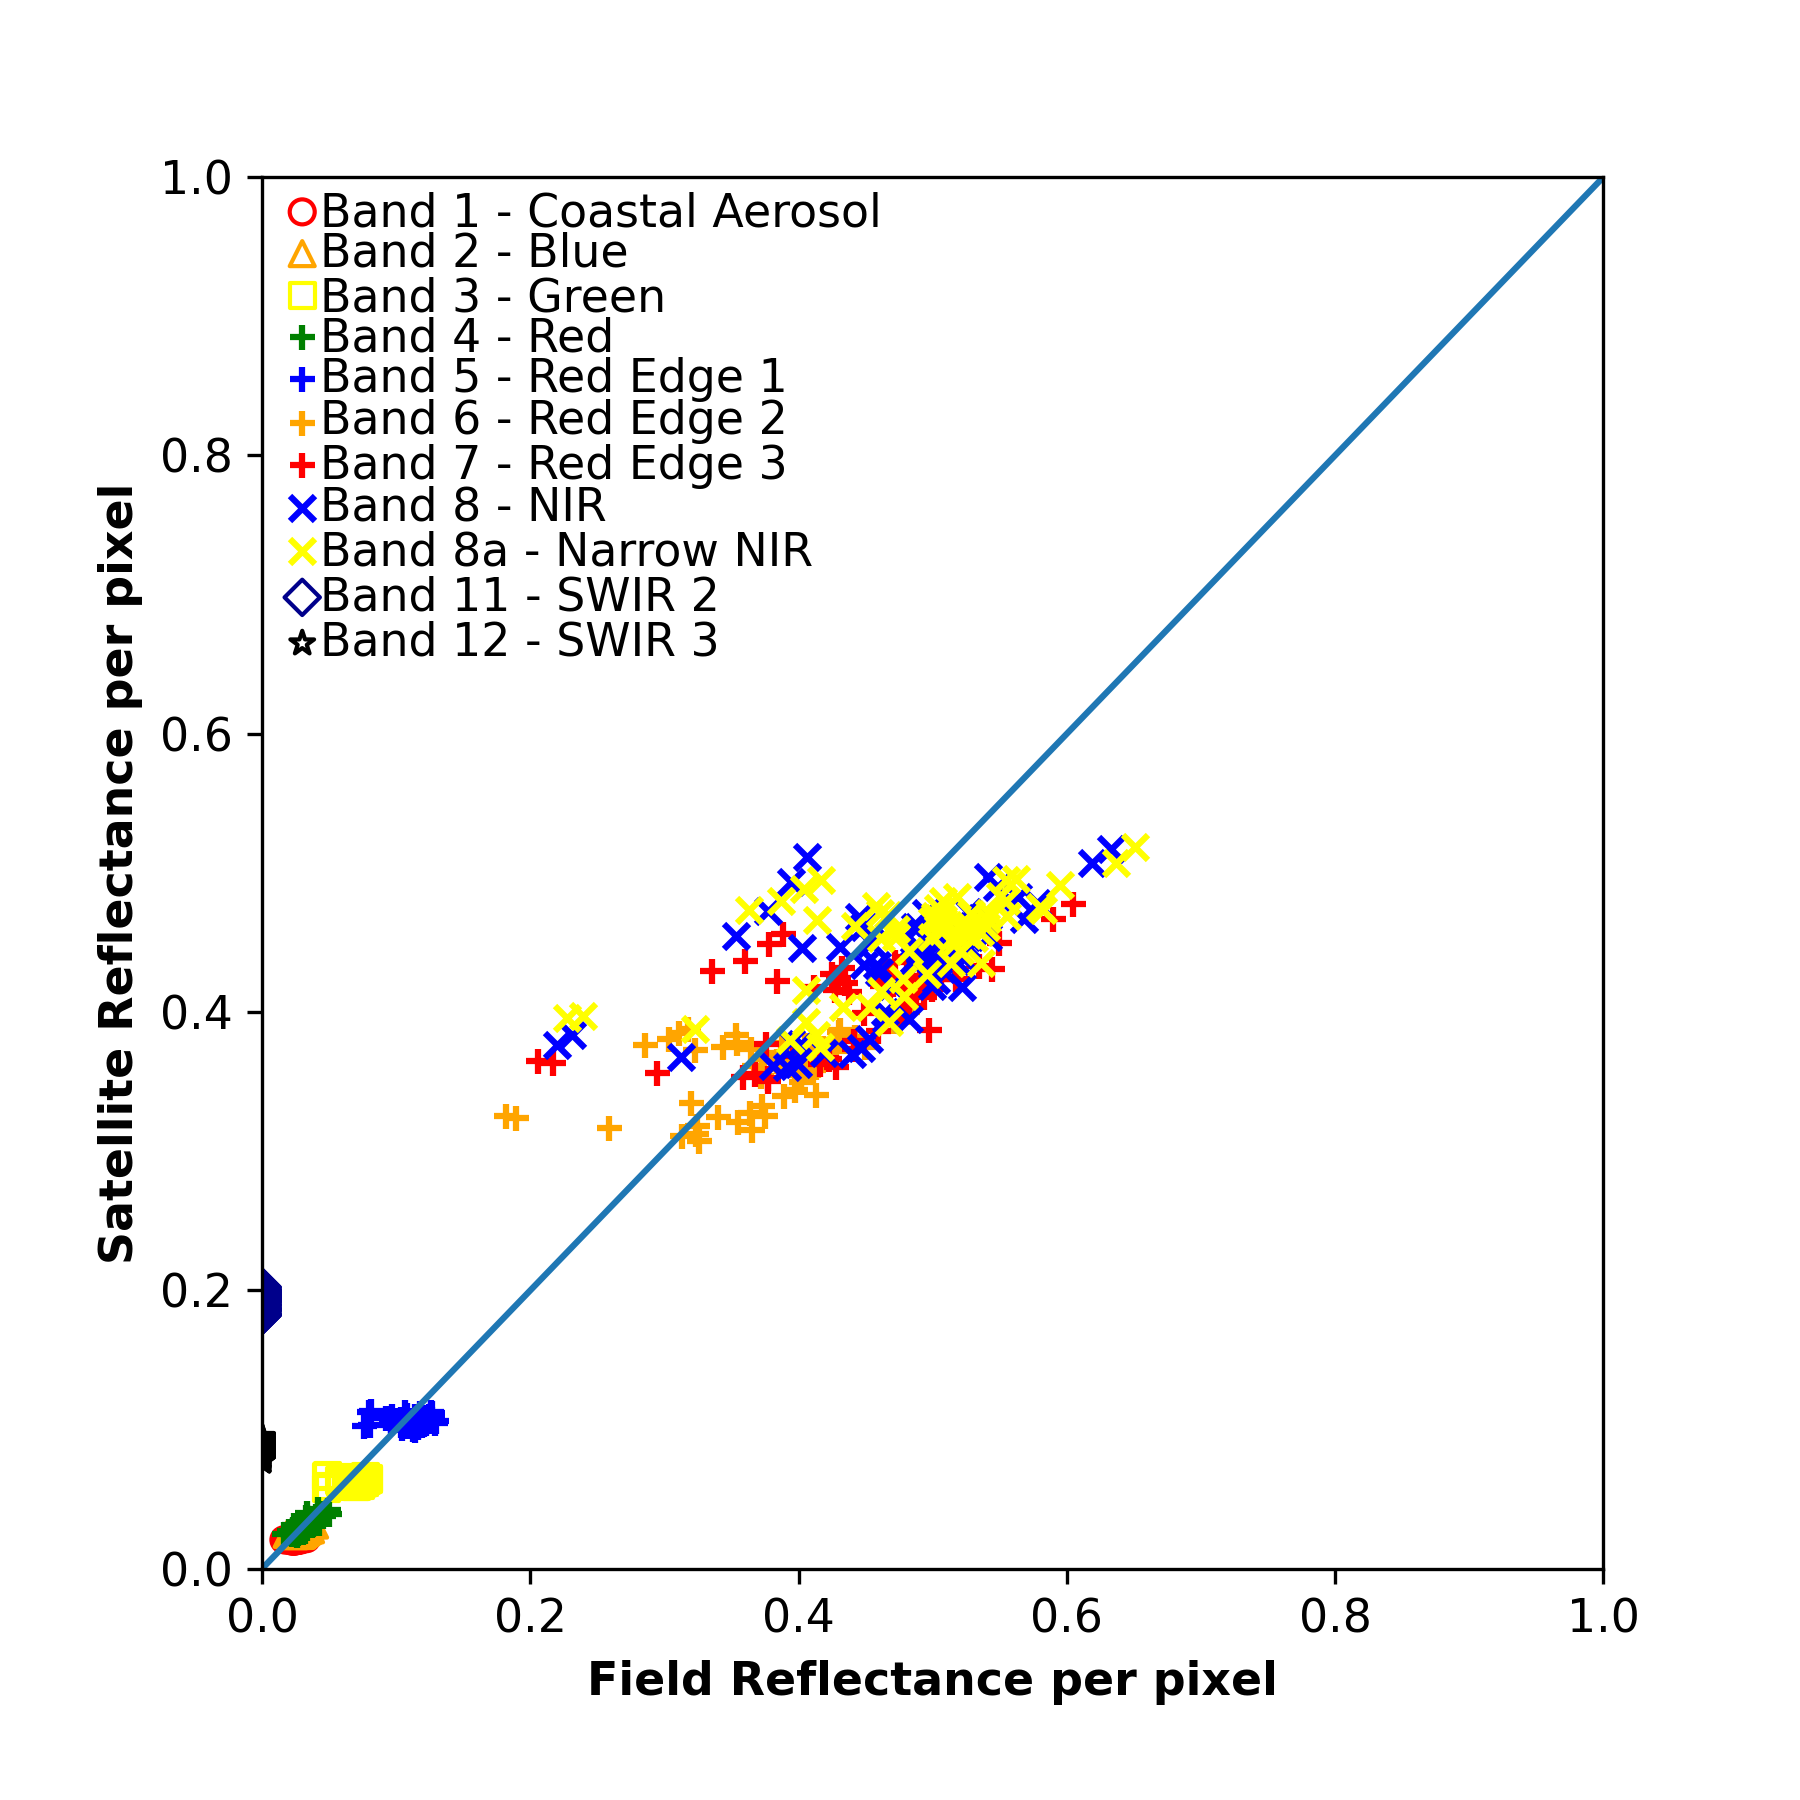 1.0
Band 1 - Coastal Aerosol
Band 2 - Blue
Band 3 - Green
Band 4 - Red
Band 5 - Red Edge 1
Band 6 - Red Edge 2
Band 7 - Red Edge 3
Band 8 - NIR
Band 8a - Narrow NIR
Band 11 - SWIR 2
Band 12 - SWIR 3
0.8
0.6
0.4
0.2
0.0
Satellite Reflectance per pixel
0.0 0.2 0.4 0.6 0.8 1.0
Field Reflectance per pixel